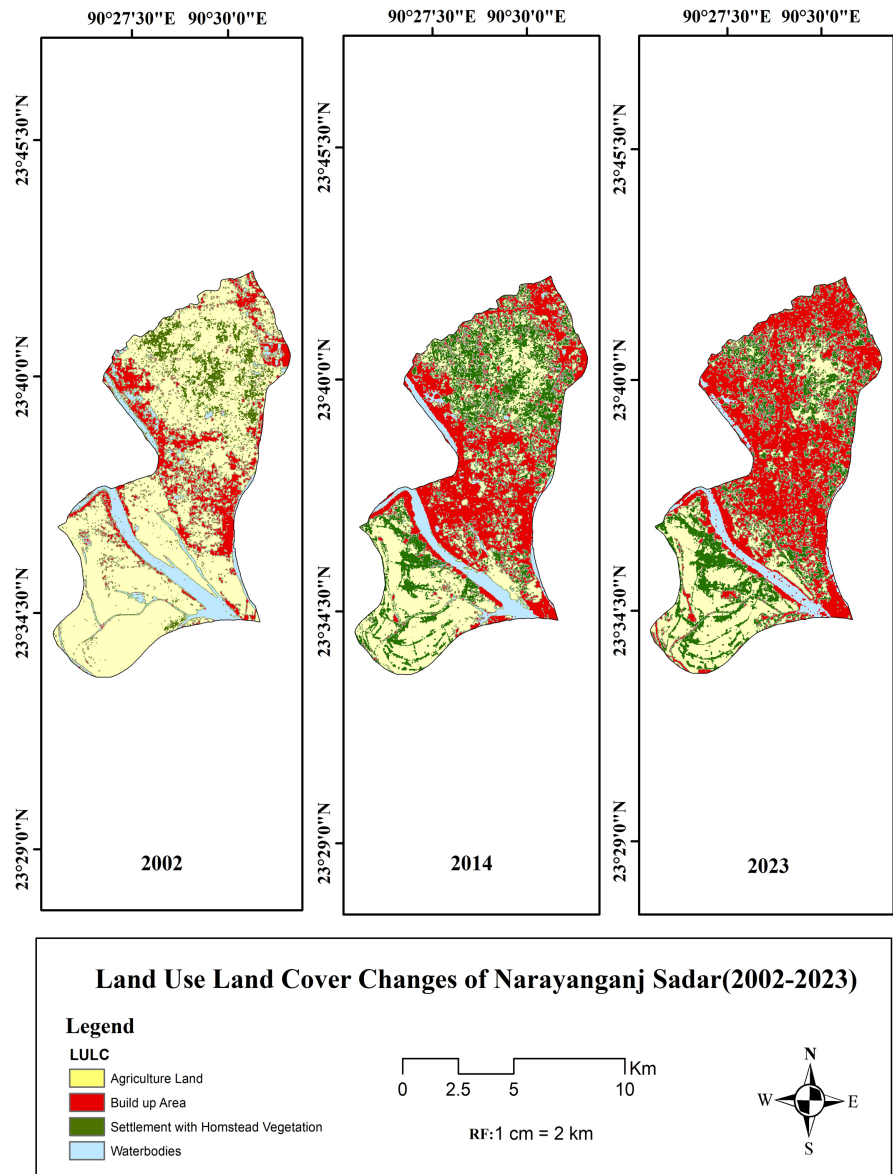 90°27'30"E 90°30'0"E
90°27'30"E 90°30'0"E
90°27'30"E 90°30'0"E
23°45'30"N
23°40'0"N
23°34'30"N
23°29'0"N
23°45'30"N
23°40'0"N
23°34'30"N
23°29'0"N
23°45'30"N
23°40'0"N
23°34'30"N
23°29'0"N
2002
2014
2023
Land Use Land Cover Changes of Narayanganj Sadar(2002-2023)
Legend
LULC
Agriculture Land
Build up Area
Settlement with Homstead Vegetation
Waterbodies
Km
0 2.5 5 10
RF:1 cm = 2 km
N
W E
S